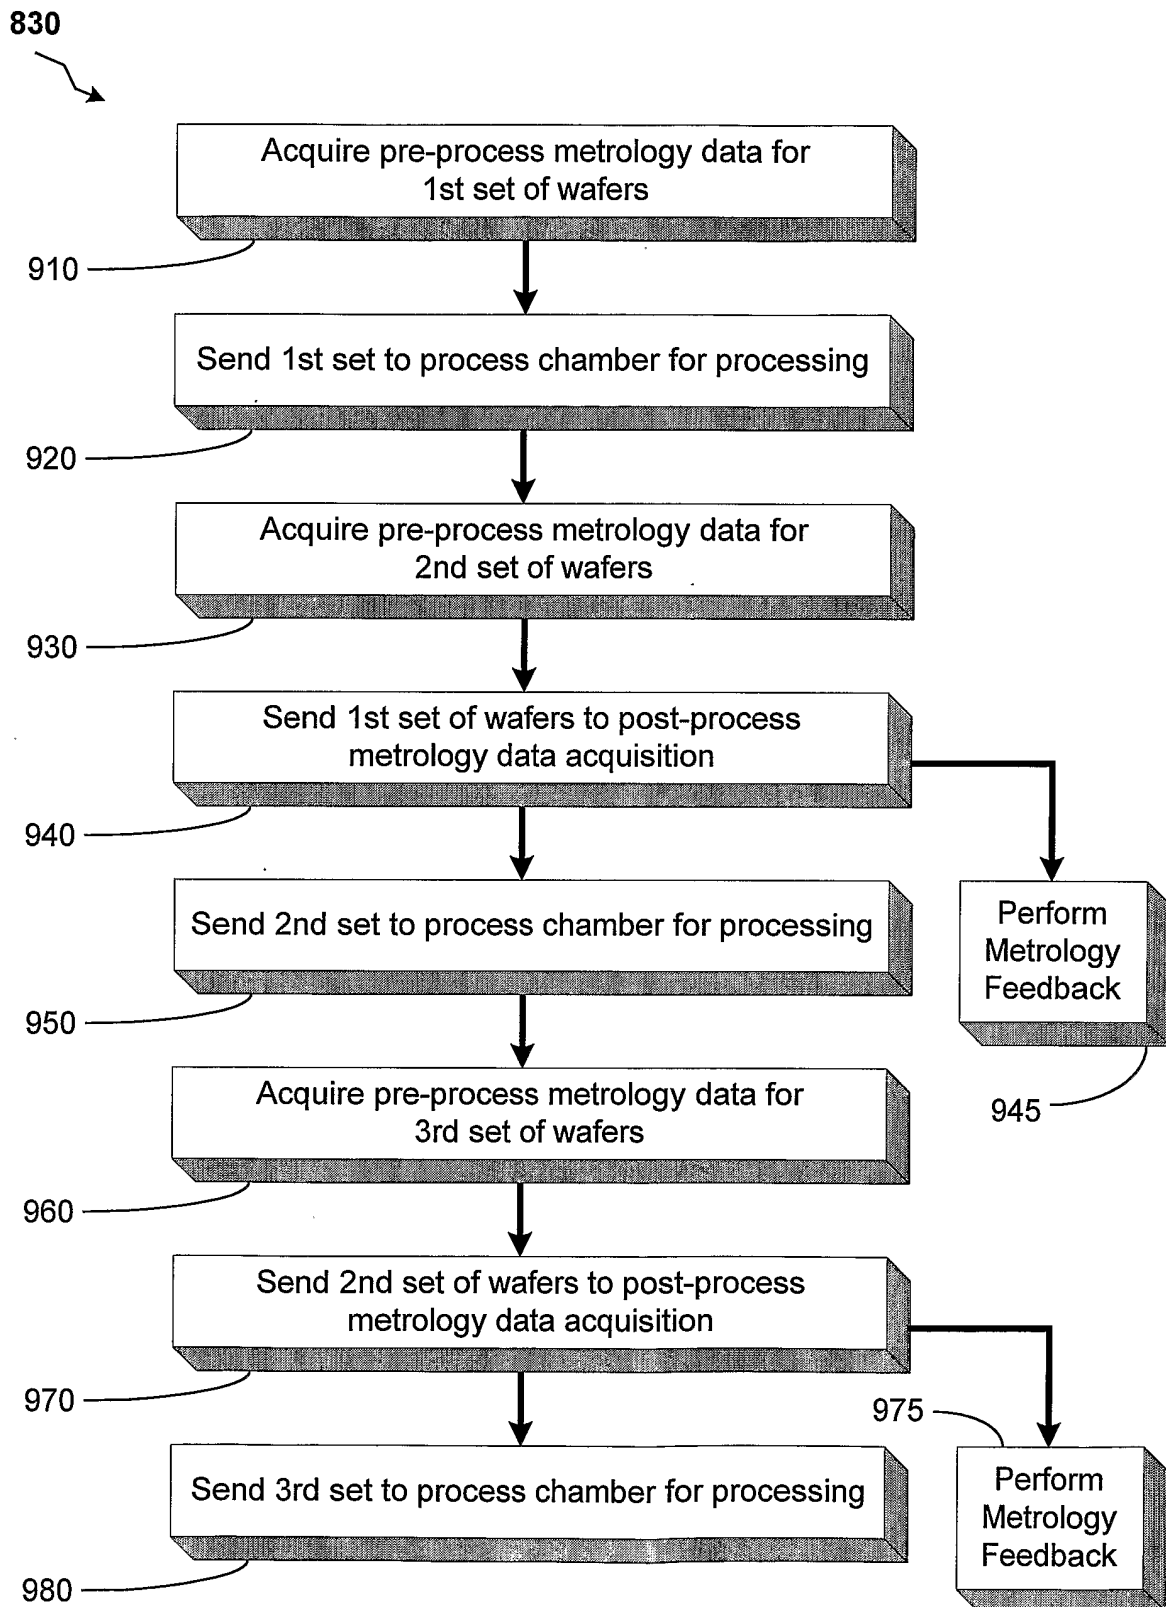 830
Acquire pre-process metrology data for
1st set of wafers
910
Send 1st set to process chamber for processing
920
Acquire pre-process metrology data for
2nd set of wafers
930
Send 1st set of wafers to post-process
metrology data acquisition
940
Send 2nd set to process chamber for processing
950
Perform
Metrology
Feedback
945
Acquire pre-process metrology data for
3rd set of wafers
960
Send 2nd set of wafers to post-process
metrology data acquisition
970
975
Send 3rd set to process chamber for processing
980
Perform
Metrology
Feedback